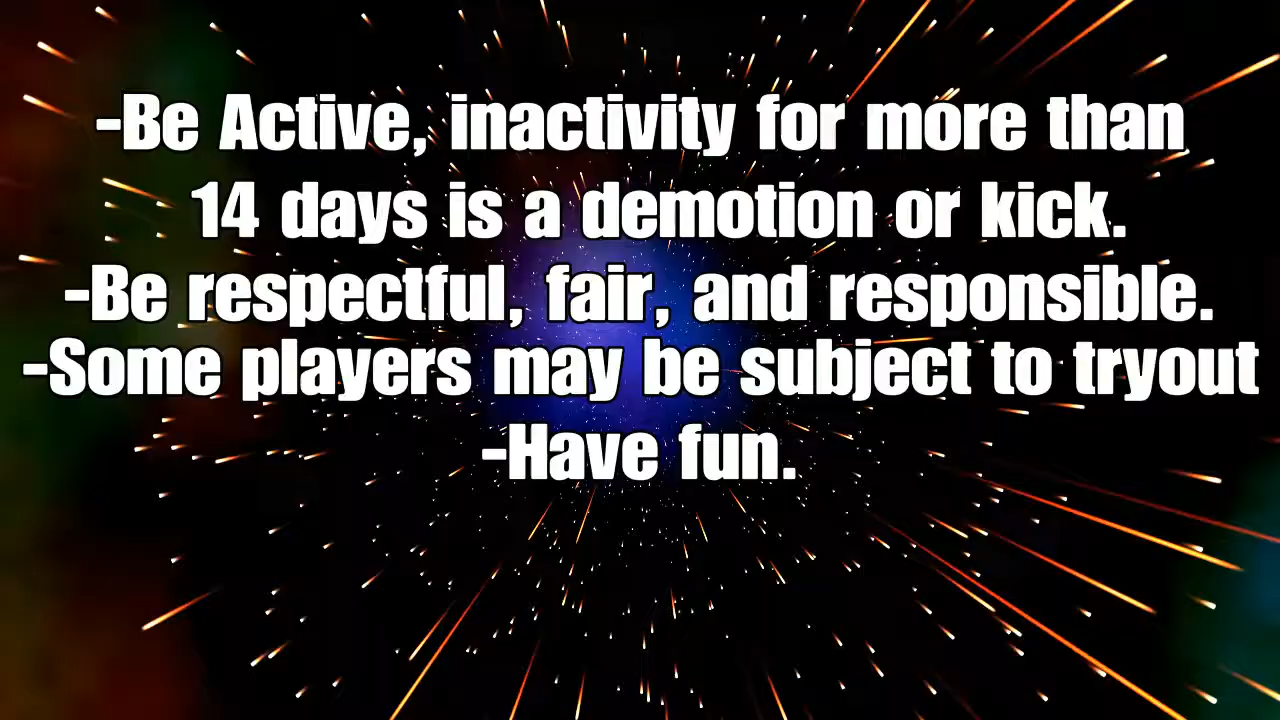 -Be Active, inactivity for more than
14 days is a demotion or kick.
-Be respectful, fair, and responsible.
-Some players may be subject to tryout
-Have fun.